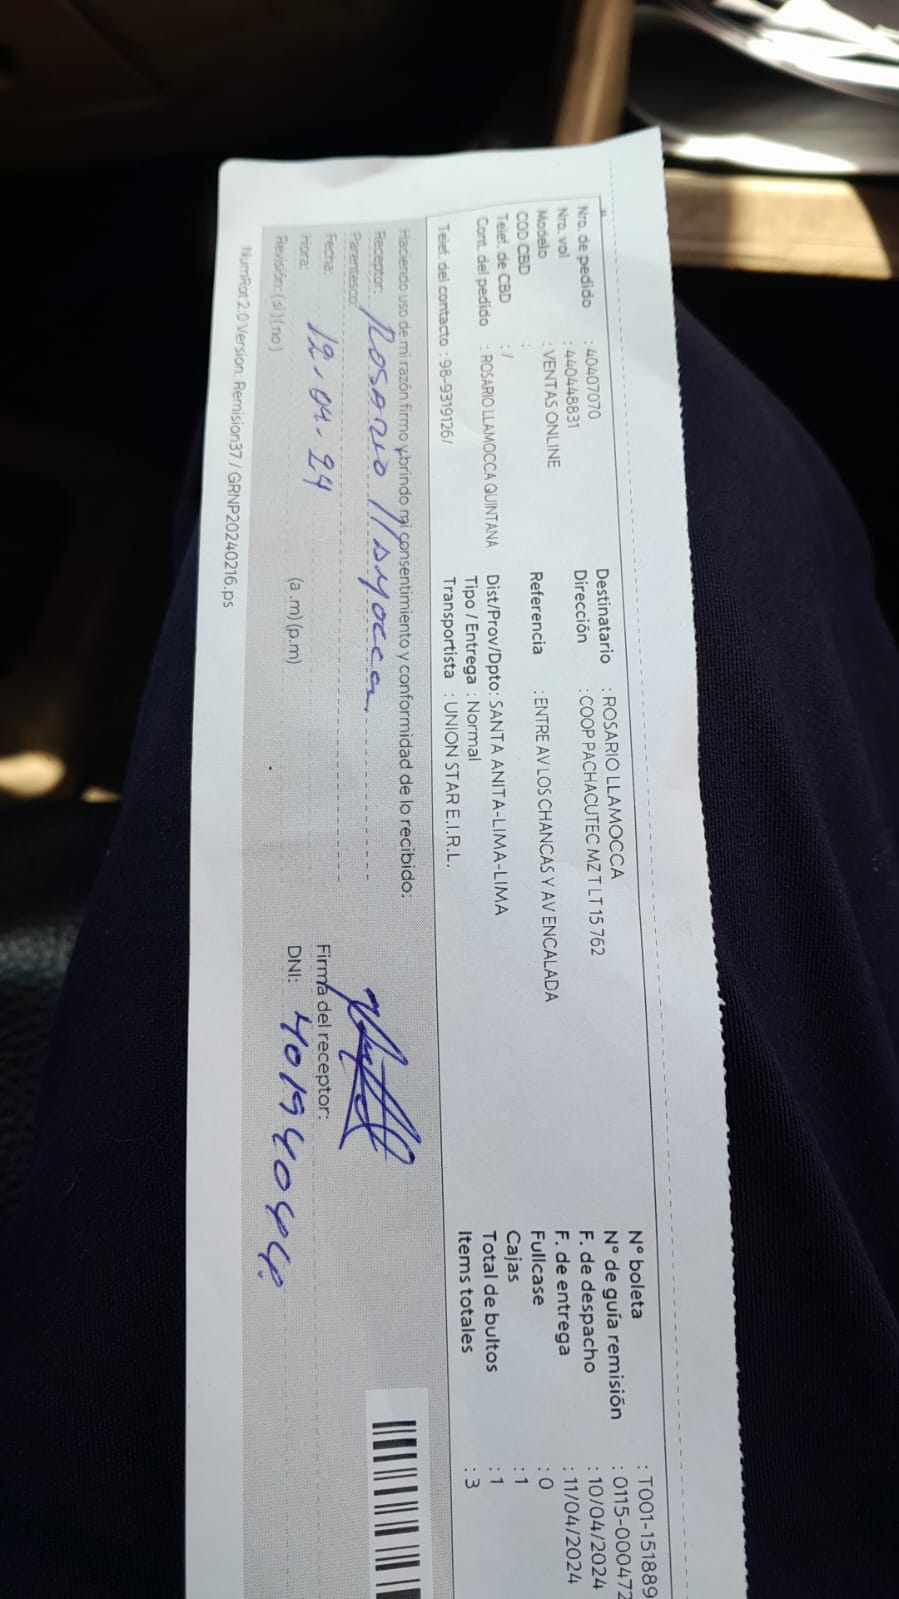 Nro. de pedido : 40407070
Nro. vol : 440448831
Modelo : VENTAS ONLINE
COD CBD :
Telef. de CBD : /
Cont. del pedido : ROSARIO LLAMOCCA QUINTANA
Telef. del contacto : 98-9319126/
Destinatario : ROSARIO LLAMOCCA
Dirección : COOP PACHACUTEC MZ T LT 15 762
Referencia : ENTRE AV LOS CHANCAS Y AV ENCALADA
Dist/Prov/Dpto: SANTA ANITA-LIMA-LIMA
Tipo / Entrega : Normal
Transportista : UNION STAR E.I.R.L.
N° boleta : T001-151889
N° de guía remisión : 0115-000472
F. de despacho : 10/04/2024
F. de entrega : 11/04/2024
Fullcase : 0
Cajas : 1
Total de bultos : 1
Items totales : 3
Haciendo uso de mi razón firmo y brindo mi consentimiento y conformidad de lo recibido:
Receptor: Rosario Llamocca
Parentesco:
Fecha: 12-04-24
Hora: (a.m)(p.m)
Revisión: (si)(no)
Firma del receptor:
DNI:
NumRot 2.0 Version: Remision37 / GRNP20240216.ps